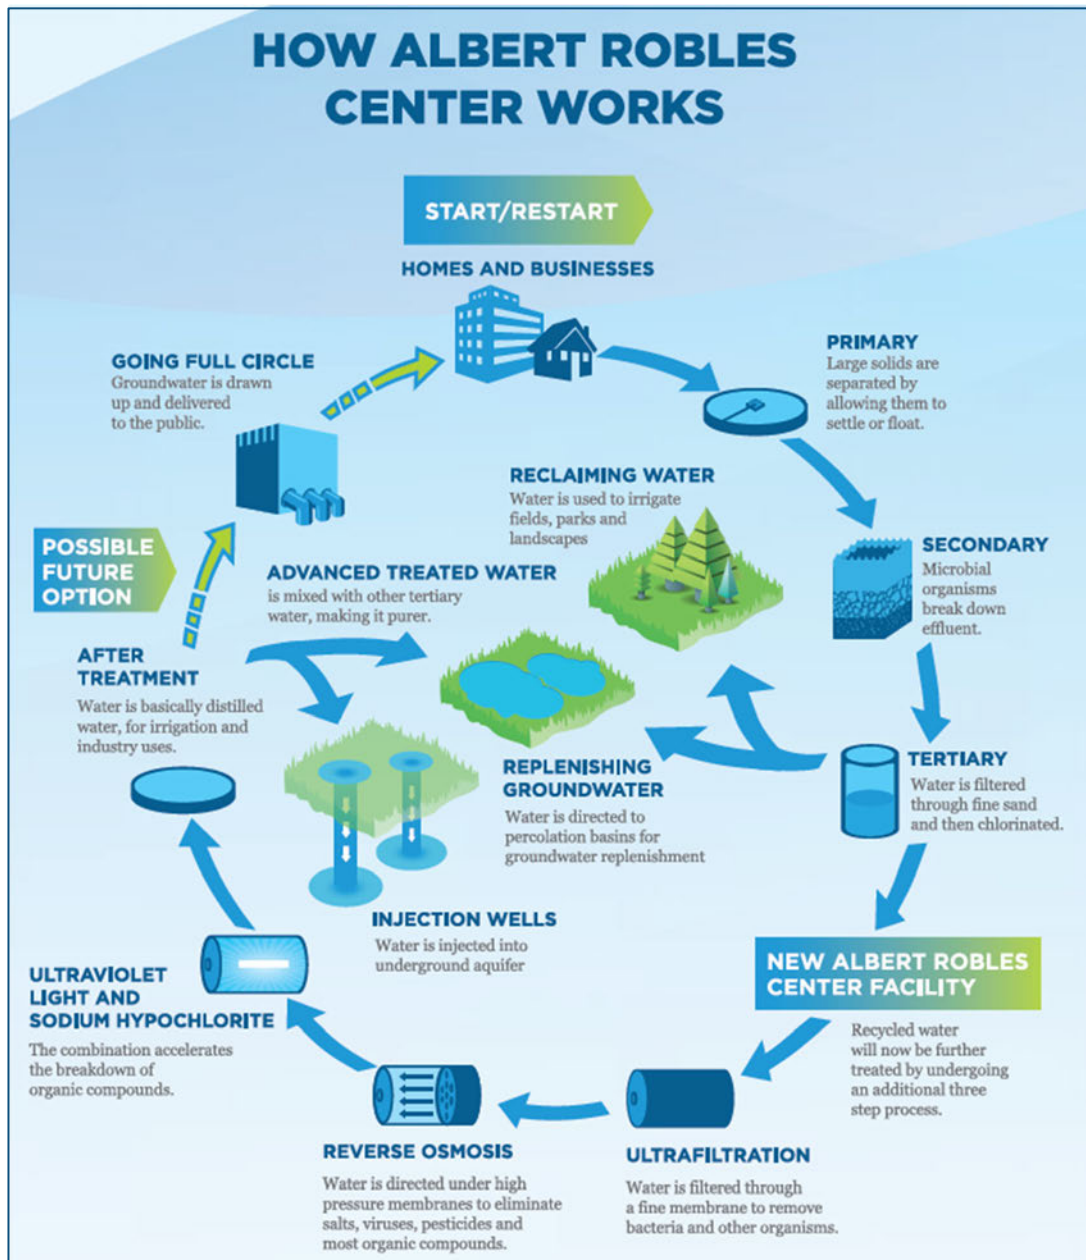 HOW ALBERT ROBLES
CENTER WORKS
START/RESTART
HOMES AND BUSINESSES
PRIMARY
Large solids are
separated by
allowing them to
settle or float.
SECONDARY
Microbial
organisms
break down
effluent.
TERTIARY
Water is filtered
through fine sand
and then chlorinated.
RECLAIMING WATER
Water is used to irrigate
fields, parks and
landscapes
REPLENISHING
GROUNDWATER
Water is directed to
percolation basins for
groundwater replenishment
NEW ALBERT ROBLES
CENTER FACILITY
Recycled water
will now be further
treated by undergoing
an additional three
step process.
ULTRAFILTRATION
Water is filtered through
a fine membrane to remove
bacteria and other organisms.
REVERSE OSMOSIS
Water is directed under high
pressure membranes to eliminate
salts, viruses, pesticides and
most organic compounds.
ULTRAVIOLET
LIGHT AND
SODIUM HYPOCHLORITE
The combination accelerates
the breakdown of
organic compounds.
AFTER
TREATMENT
Water is basically distilled
water, for irrigation and
industry uses.
ADVANCED TREATED WATER
is mixed with other tertiary
water, making it purer.
INJECTION WELLS
Water is injected into
underground aquifer
POSSIBLE
FUTURE
OPTION
GOING FULL CIRCLE
Groundwater is drawn
up and delivered
to the public.